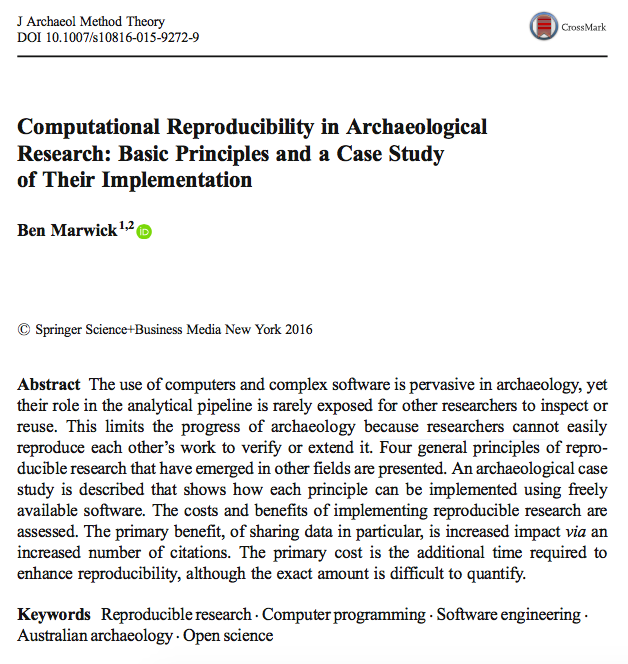 J Archaeol Method Theory
DOI 10.1007/s10816-015-9272-9
CrossMark
Computational Reproducibility in Archaeological
Research: Basic Principles and a Case Study
of Their Implementation
Ben Marwick1,2 iD
© Springer Science+Business Media New York 2016
Abstract The use of computers and complex software is pervasive in archaeology, yet
their role in the analytical pipeline is rarely exposed for other researchers to inspect or
reuse. This limits the progress of archaeology because researchers cannot easily
reproduce each other's work to verify or extend it. Four general principles of repro-
ducible research that have emerged in other fields are presented. An archaeological case
study is described that shows how each principle can be implemented using freely
available software. The costs and benefits of implementing reproducible research are
assessed. The primary benefit, of sharing data in particular, is increased impact via an
increased number of citations. The primary cost is the additional time required to
enhance reproducibility, although the exact amount is difficult to quantify.
Keywords Reproducible research · Computer programming · Software engineering ·
Australian archaeology · Open science